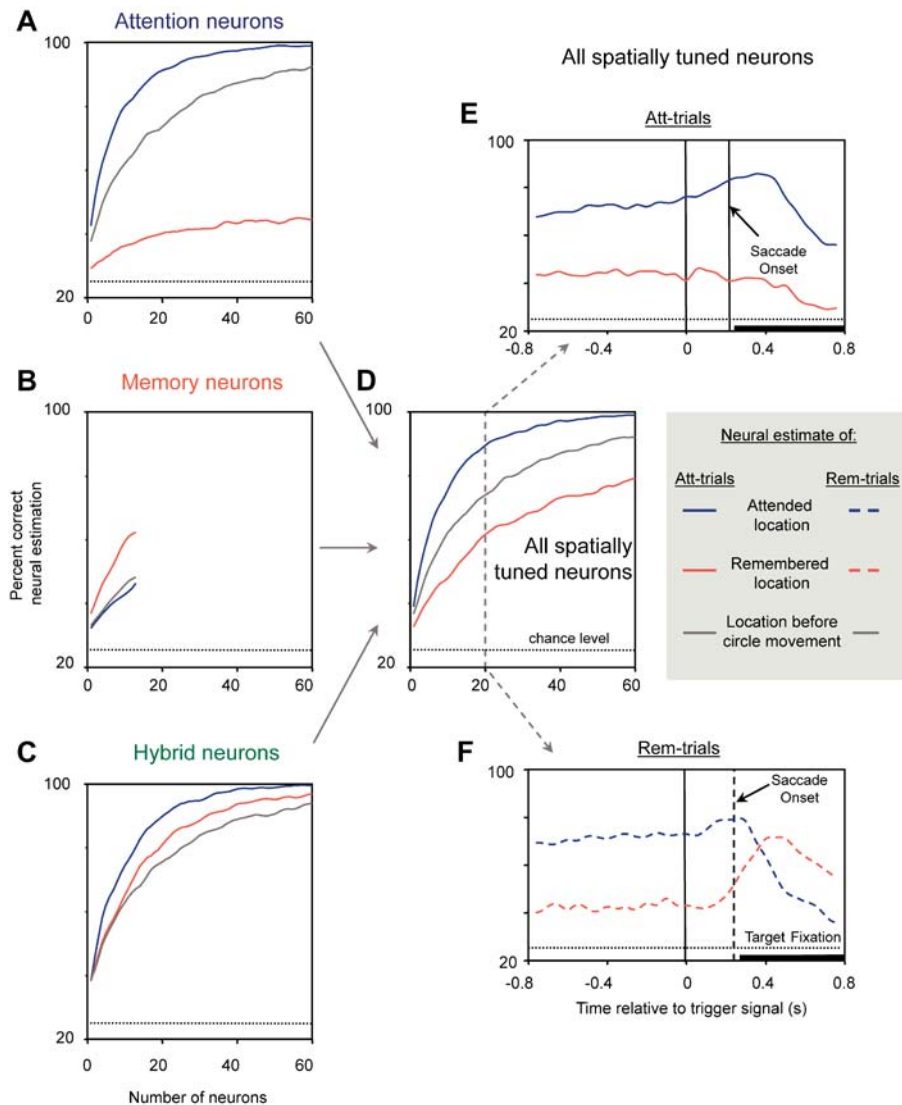 A
Attention neurons
100
20
0
20
40
60
All spatially tuned neurons
E
Att-trials
100
Saccade
Onset
20
-0.8
-0.4
0
0.4
0.8
B
Memory neurons
100
Percent correct
neural estimation
20
0
20
40
60
D
100
All spatially
tuned neurons
chance level
20
0
20
40
60
Neural estimate of:
Att-trials
Rem-trials
Attended
location
Remembered
location
Location before
circle movement
C
Hybrid neurons
100
20
0
20
40
60
Number of neurons
F
Rem-trials
100
Saccade
Onset
Target Fixation
20
-0.8
-0.4
0
0.4
0.8
Time relative to trigger signal (s)